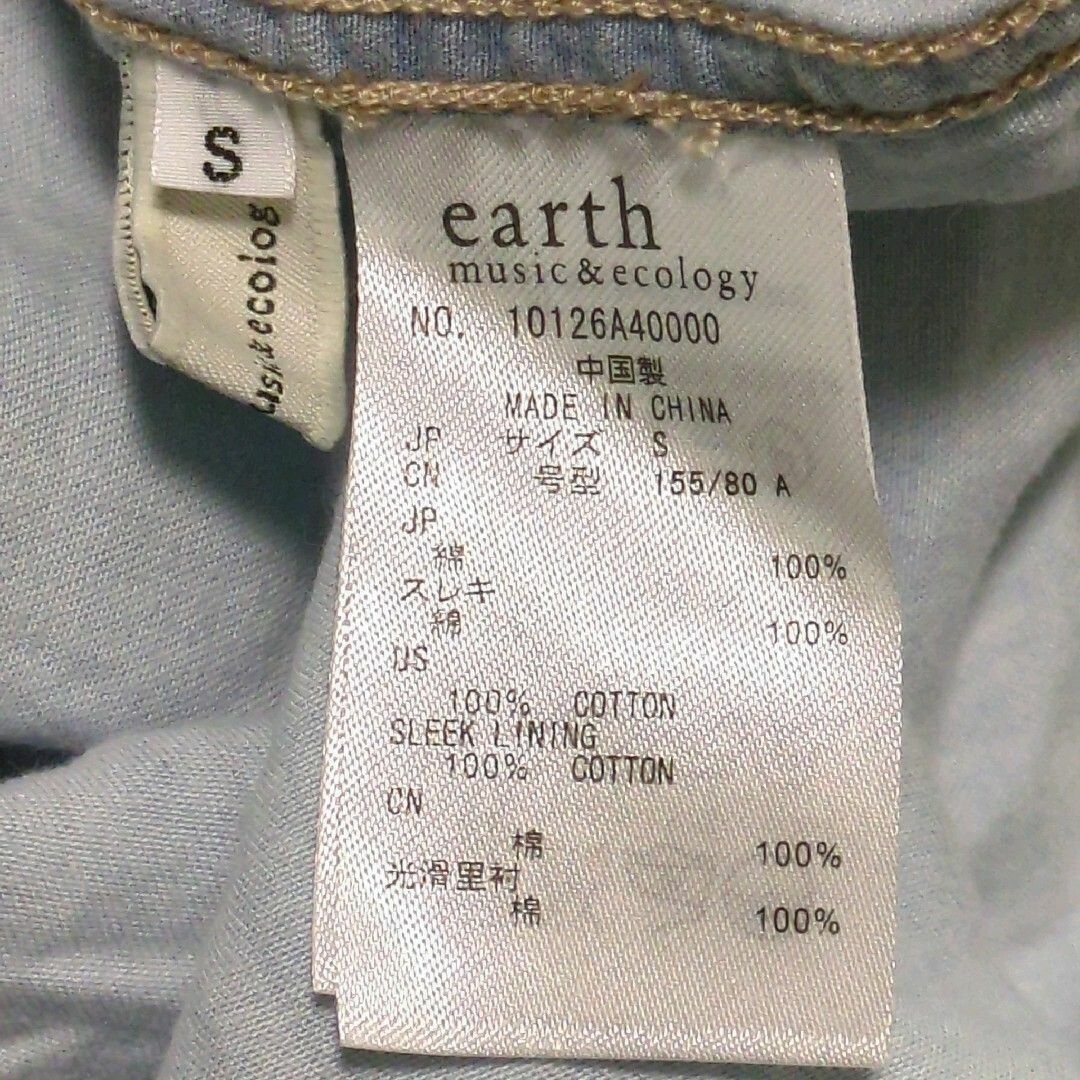 S
earth
music&ecology
NO. 10126A40000
中国製
MADE IN CHINA
JP サイズ S
CN 号型 155/80 A
JP
綿 100%
スレキ
綿 100%
US
100% COTTON
SLEEK LINING
100% COTTON
CN
棉 100%
光滑里衬
棉 100%